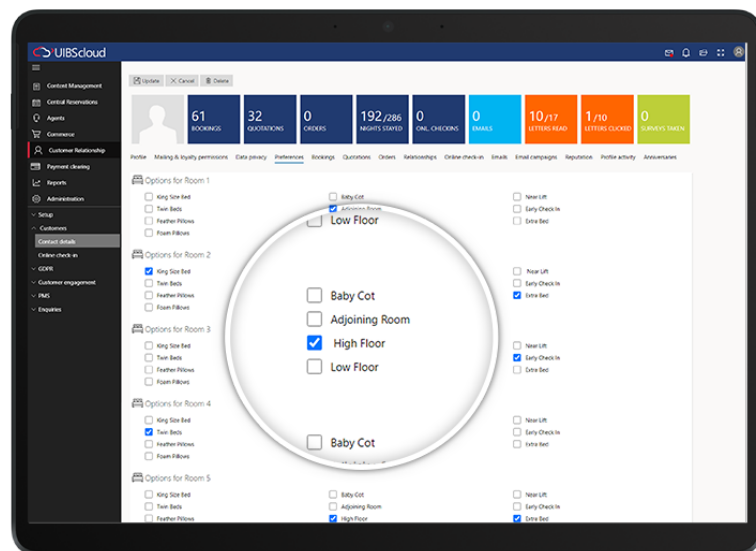 UIBScloud
Update Cancel Delete
Content Management
Central Reservations
Agents
Commerce
Customer Relationship
Payment clearing
Reports
Administration
Setup
Customers
Contact details
Online check-in
GDPR
Customer engagement
PMS
Enquiries
61
BOOKINGS
32
QUOTATIONS
0
ORDERS
192/286
NIGHTS STAYED
0
ONL. CHECKINS
0
EMAILS
10/17
LETTERS READ
1/10
LETTERS CLICKED
0
SURVEYS TAKEN
Profile Mailing & loyalty permissions Data privacy Preferences Bookings Quotations Orders Relationships Online check-in Emails Email campaigns Reputation Profile activity Anniversaries
Options for Room 1
King Size Bed Baby Cot Near Lift
Twin Beds Adjoining Room Early Check In
Feather Pillows Low Floor Extra Bed
Foam Pillows
Options for Room 2
King Size Bed Near Lift
Twin Beds Early Check In
Feather Pillows Baby Cot Extra Bed
Foam Pillows Adjoining Room
Options for Room 3
King Size Bed High Floor Near Lift
Twin Beds Early Check In
Feather Pillows Low Floor Extra Bed
Foam Pillows
Options for Room 4
King Size Bed Near Lift
Twin Beds Early Check In
Feather Pillows Baby Cot Extra Bed
Foam Pillows
Options for Room 5
King Size Bed Baby Cot Near Lift
Twin Beds Adjoining Room Early Check In
Feather Pillows High Floor Extra Bed